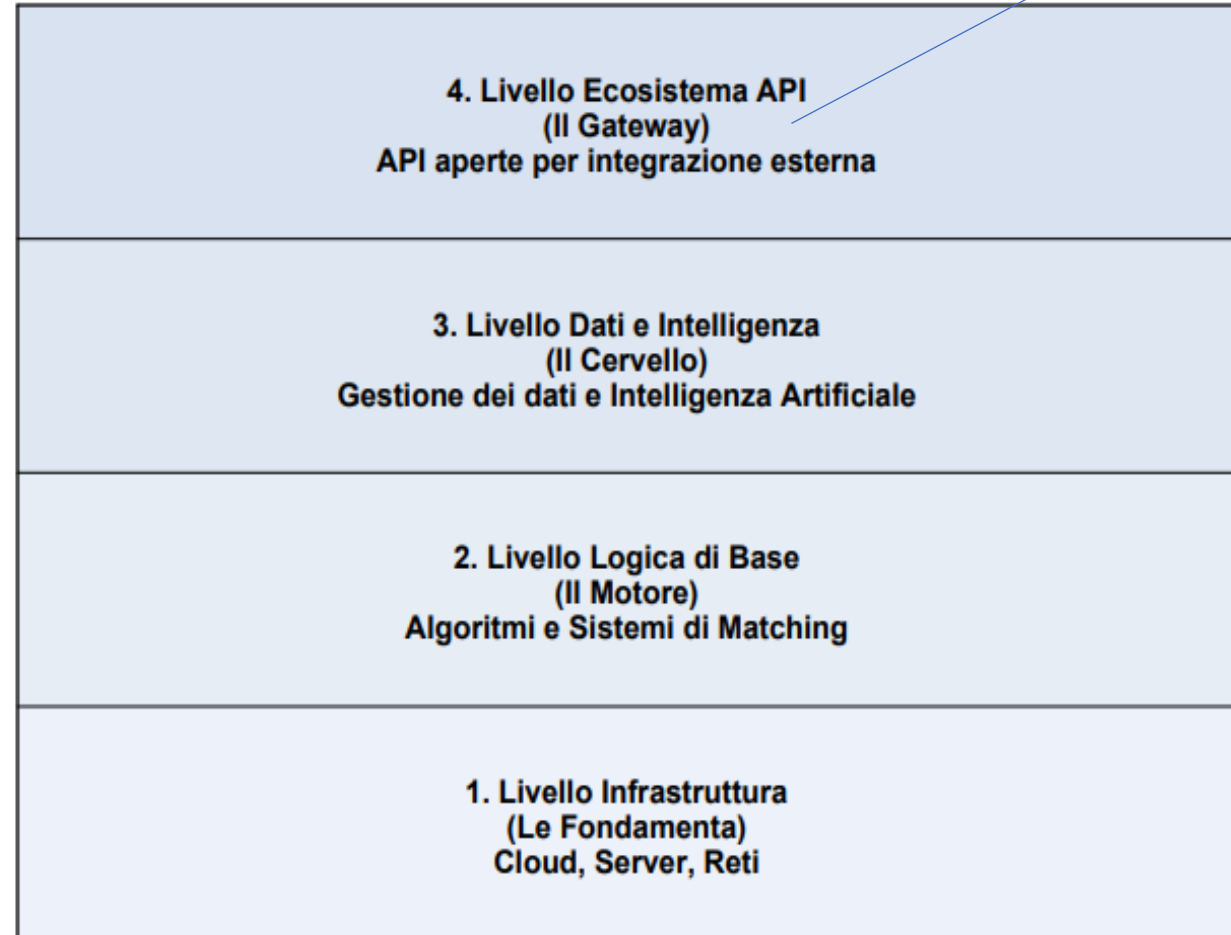 4. Livello Ecosistema API
(Il Gateway)
API aperte per integrazione esterna
3. Livello Dati e Intelligenza
(Il Cervello)
Gestione dei dati e Intelligenza Artificiale
2. Livello Logica di Base
(Il Motore)
Algoritmi e Sistemi di Matching
1. Livello Infrastruttura
(Le Fondamenta)
Cloud, Server, Reti